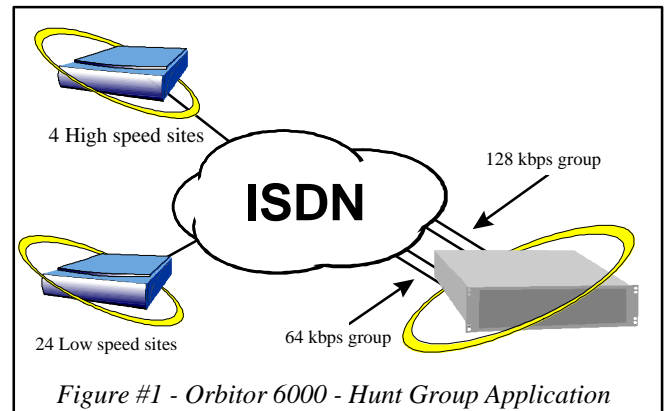 4 High speed sites
128 kbps group
ISDN
24 Low speed sites
64 kbps group
Figure #1 - Orbitor 6000 - Hunt Group Application